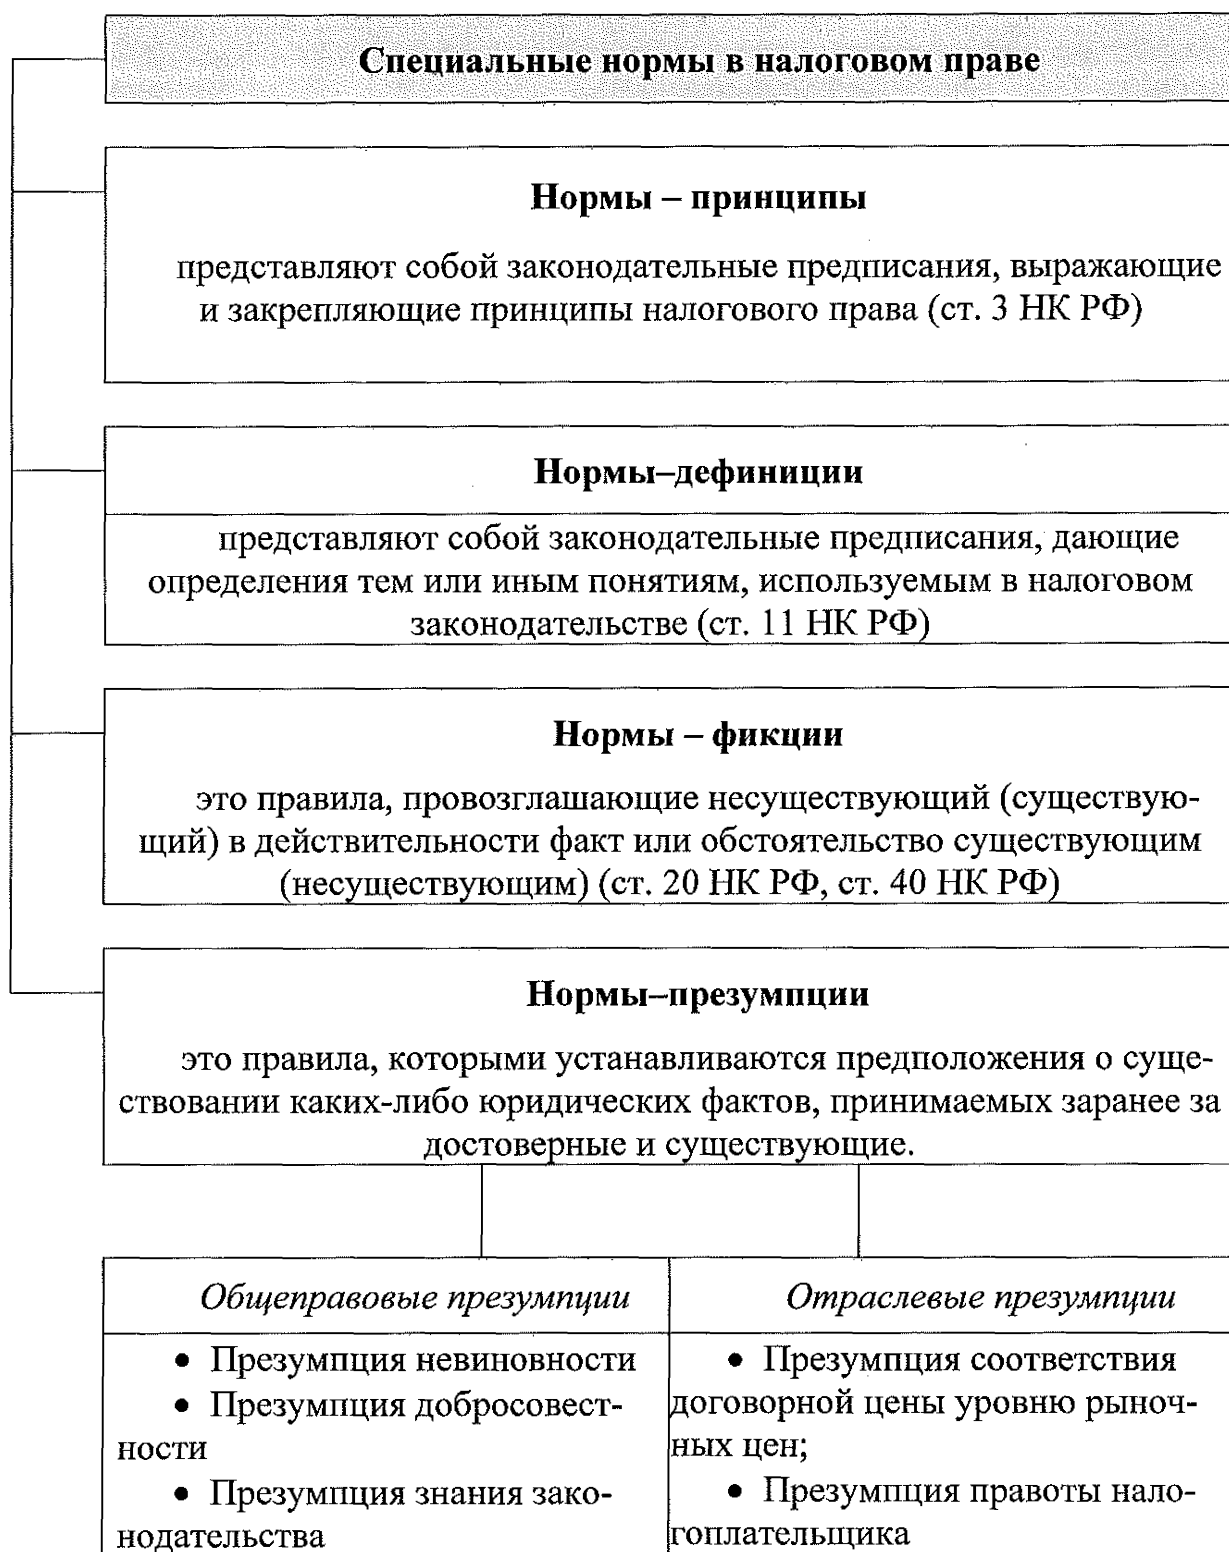 Специальные нормы в налоговом праве
Нормы – принципы
представляют собой законодательные предписания, выражающие
и закрепляющие принципы налогового права (ст. 3 НК РФ)
Нормы–дефиниции
представляют собой законодательные предписания, дающие
определения тем или иным понятиям, используемым в налоговом
законодательстве (ст. 11 НК РФ)
Нормы – фикции
это правила, провозглашающие несуществующий (существую-
щий) в действительности факт или обстоятельство существующим
(несуществующим) (ст. 20 НК РФ, ст. 40 НК РФ)
Нормы–презумпции
это правила, которыми устанавливаются предположения о суще-
ствовании каких-либо юридических фактов, принимаемых заранее за
достоверные и существующие.
Общеправовые презумпции
• Презумпция невиновности
• Презумпция добросовест-
ности
• Презумпция знания зако-
нодательства
Отраслевые презумпции
• Презумпция соответствия
договорной цены уровню рыноч-
ных цен;
• Презумпция правоты нало-
гоплательщика